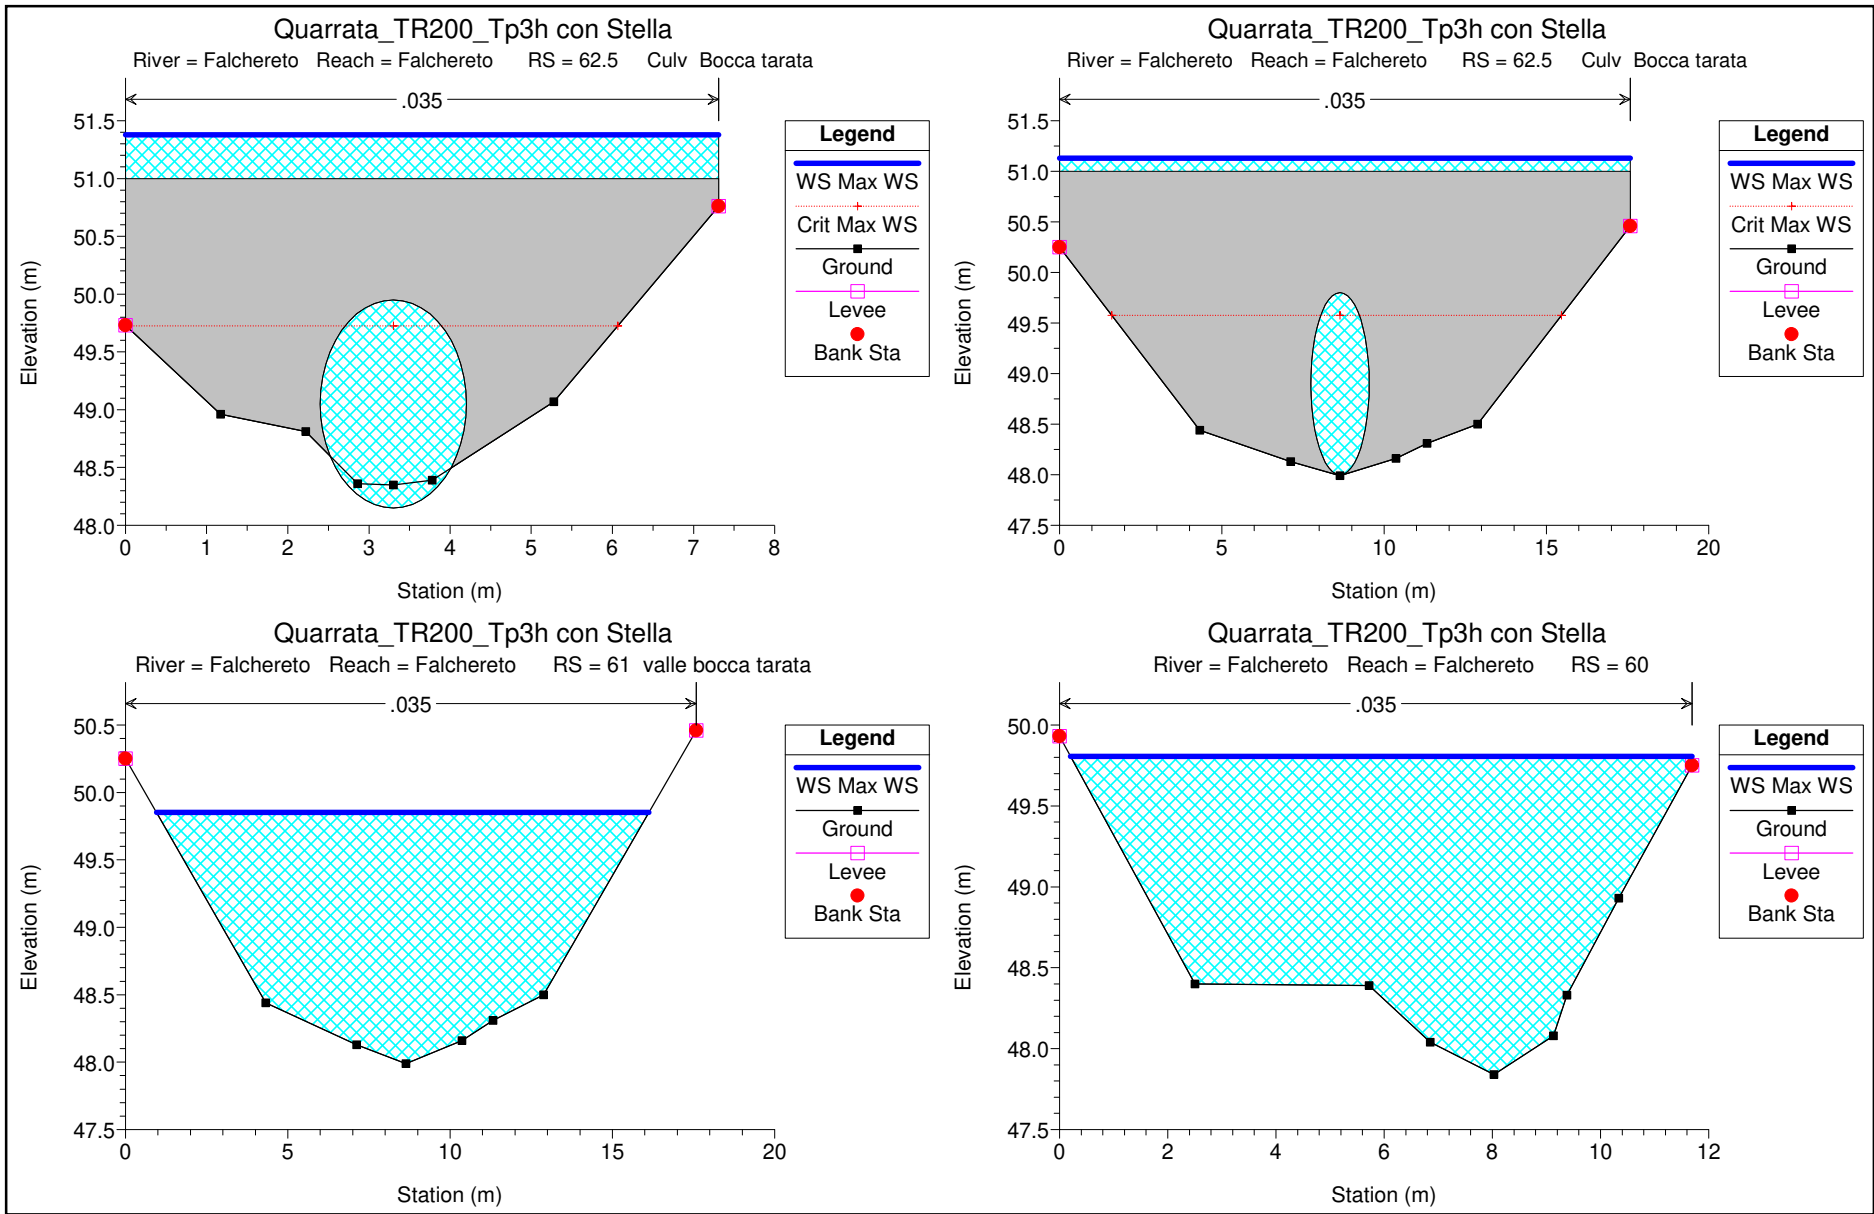 Quarrata_TR200_Tp3h con Stella
River = Falchereto   Reach = Falchereto      RS = 62.5     Culv  Bocca tarata
.035
51.5
51.0
50.5
50.0
49.5
49.0
48.5
48.0
Elevation (m)
0 1 2 3 4 5 6 7 8
Station (m)
Legend
WS Max WS
Crit Max WS
Ground
Levee
Bank Sta
Quarrata_TR200_Tp3h con Stella
River = Falchereto   Reach = Falchereto      RS = 62.5     Culv  Bocca tarata
.035
51.5
51.0
50.5
50.0
49.5
49.0
48.5
48.0
47.5
Elevation (m)
0 5 10 15 20
Station (m)
Legend
WS Max WS
Crit Max WS
Ground
Levee
Bank Sta
Quarrata_TR200_Tp3h con Stella
River = Falchereto   Reach = Falchereto      RS = 61  valle bocca tarata
.035
50.5
50.0
49.5
49.0
48.5
48.0
47.5
Elevation (m)
0 5 10 15 20
Station (m)
Legend
WS Max WS
Ground
Levee
Bank Sta
Quarrata_TR200_Tp3h con Stella
River = Falchereto   Reach = Falchereto      RS = 60
.035
50.0
49.5
49.0
48.5
48.0
47.5
Elevation (m)
0 2 4 6 8 10 12
Station (m)
Legend
WS Max WS
Ground
Levee
Bank Sta